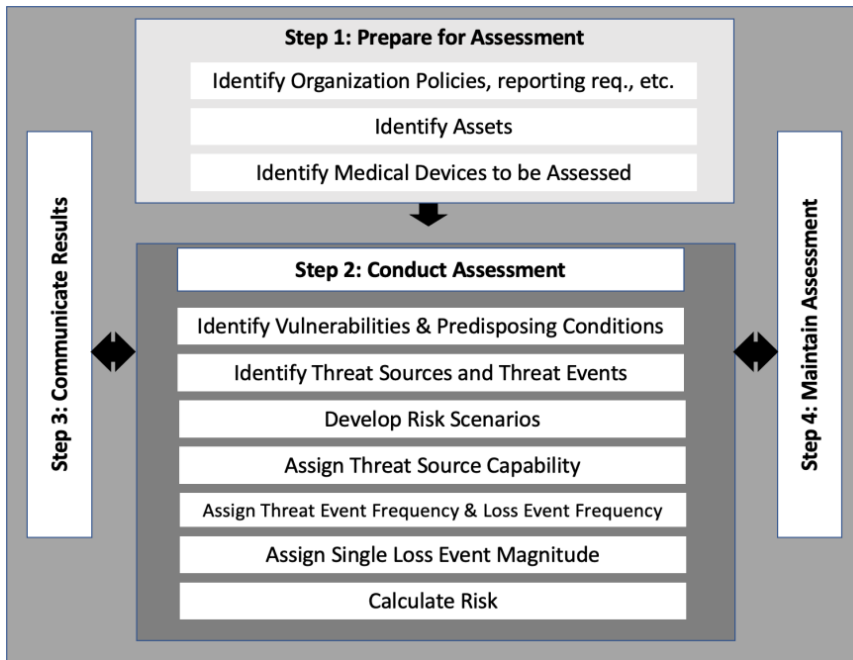 Step 1: Prepare for Assessment
Identify Organization Policies, reporting req., etc.
Identify Assets
Identify Medical Devices to be Assessed
Step 3: Communicate Results
Step 2: Conduct Assessment
Identify Vulnerabilities & Predisposing Conditions
Identify Threat Sources and Threat Events
Develop Risk Scenarios
Assign Threat Source Capability
Assign Threat Event Frequency & Loss Event Frequency
Assign Single Loss Event Magnitude
Calculate Risk
Step 4: Maintain Assessment